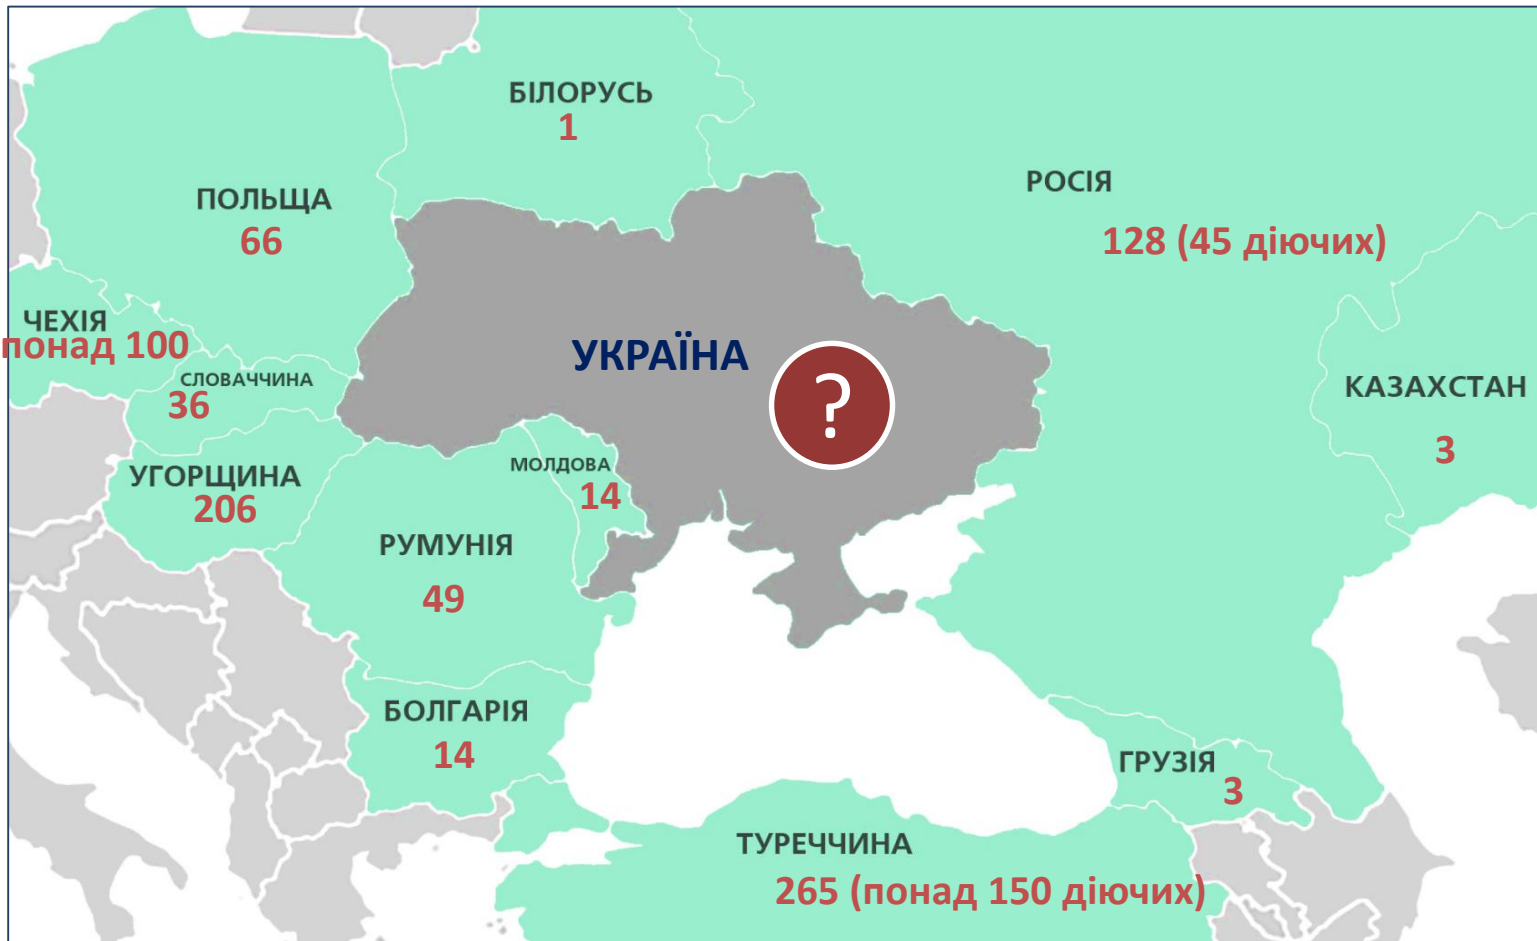 БІЛОРУСЬ
1
ПОЛЬЩА
66
РОСІЯ
128 (45 діючих)
ЧЕХІЯ
понад 100
СЛОВАЧЧИНА
36
УКРАЇНА
?
КАЗАХСТАН
3
УГОРЩИНА
206
МОЛДОВА
14
РУМУНІЯ
49
БОЛГАРІЯ
14
ГРУЗІЯ
3
ТУРЕЧЧИНА
265 (понад 150 діючих)